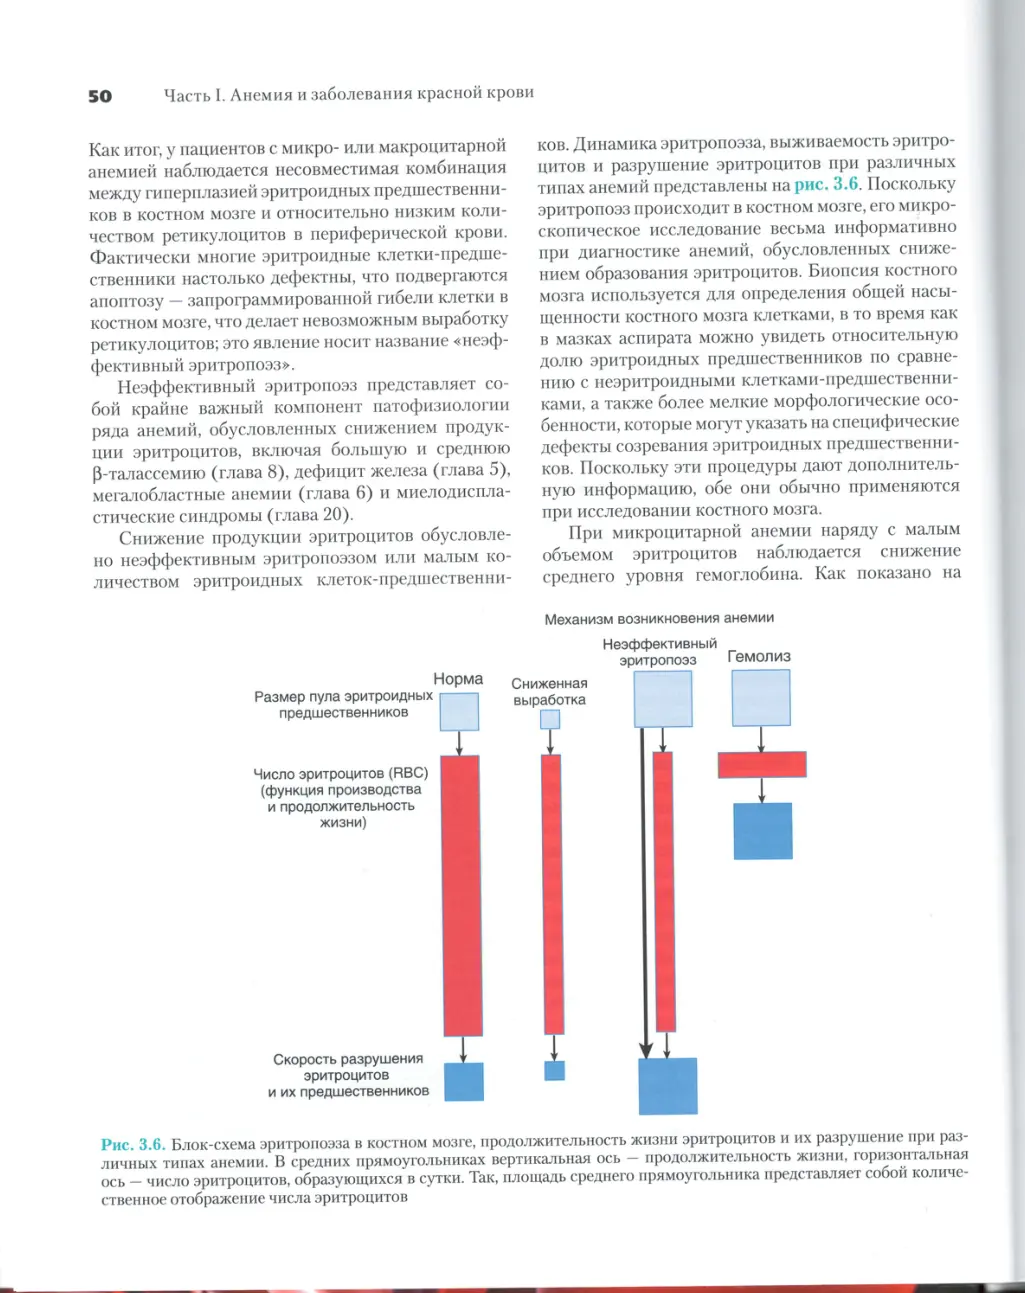 50 Часть I. Анемия и заболевания красной крови
Как итог, у пациентов с микро- или макроцитарной
анемией наблюдается несовместимая комбинация
между гиперплазией эритроидных предшественни-
ков в костном мозге и относительно низким коли-
чеством ретикулоцитов в периферической крови.
Фактически многие эритроидные клетки-предше-
ственники настолько дефектны, что подвергаются
апоптозу — запрограммированной гибели клетки в
костном мозге, что делает невозможным выработку
ретикулоцитов; это явление носит название «неэф-
фективный эритропоэз».
Неэффективный эритропоэз представляет со-
бой крайне важный компонент патофизиологии
ряда анемий, обусловленных снижением продук-
ции эритроцитов, включая большую и среднюю
β-талассемию (глава 8), дефицит железа (глава 5),
мегалобластные анемии (глава 6) и миелодиспла-
стические синдромы (глава 20).
Снижение продукции эритроцитов обусловле-
но неэффективным эритропоэзом или малым ко-
личеством эритроидных клеток-предшественни-
ков. Динамика эритропоэза, выживаемость эритро-
цитов и разрушение эритроцитов при различных
типах анемий представлены на рис. 3.6. Поскольку
эритропоэз происходит в костном мозге, его микро-
скопическое исследование весьма информативно
при диагностике анемий, обусловленных сниже-
нием образования эритроцитов. Биопсия костного
мозга используется для определения общей насы-
щенности костного мозга клетками, в то время как
в мазках аспирата можно увидеть относительную
долю эритроидных предшественников по сравне-
нию с неэритроидными клетками-предшественни-
ками, а также более мелкие морфологические осо-
бенности, которые могут указать на специфические
дефекты созревания эритроидных предшественни-
ков. Поскольку эти процедуры дают дополнитель-
ную информацию, обе они обычно применяются
при исследовании костного мозга.
При микроцитарной анемии наряду с малым
объемом эритроцитов наблюдается снижение
среднего уровня гемоглобина. Как показано на
Механизм возникновения анемии
Норма
Сниженная
выработка
Неэффективный
эритропоэз
Гемолиз
Размер пула эритроидных
предшественников
Число эритроцитов (RBC)
(функция производства
и продолжительность
жизни)
Скорость разрушения
эритроцитов
и их предшественников
Рис. 3.6. Блок-схема эритропоэза в костном мозге, продолжительность жизни эритроцитов и их разрушение при раз-
личных типах анемии. В средних прямоугольниках вертикальная ось — продолжительность жизни, горизонтальная
ось — число эритроцитов, образующихся в сутки. Так, площадь среднего прямоугольника представляет собой количе-
ственное отображение числа эритроцитов